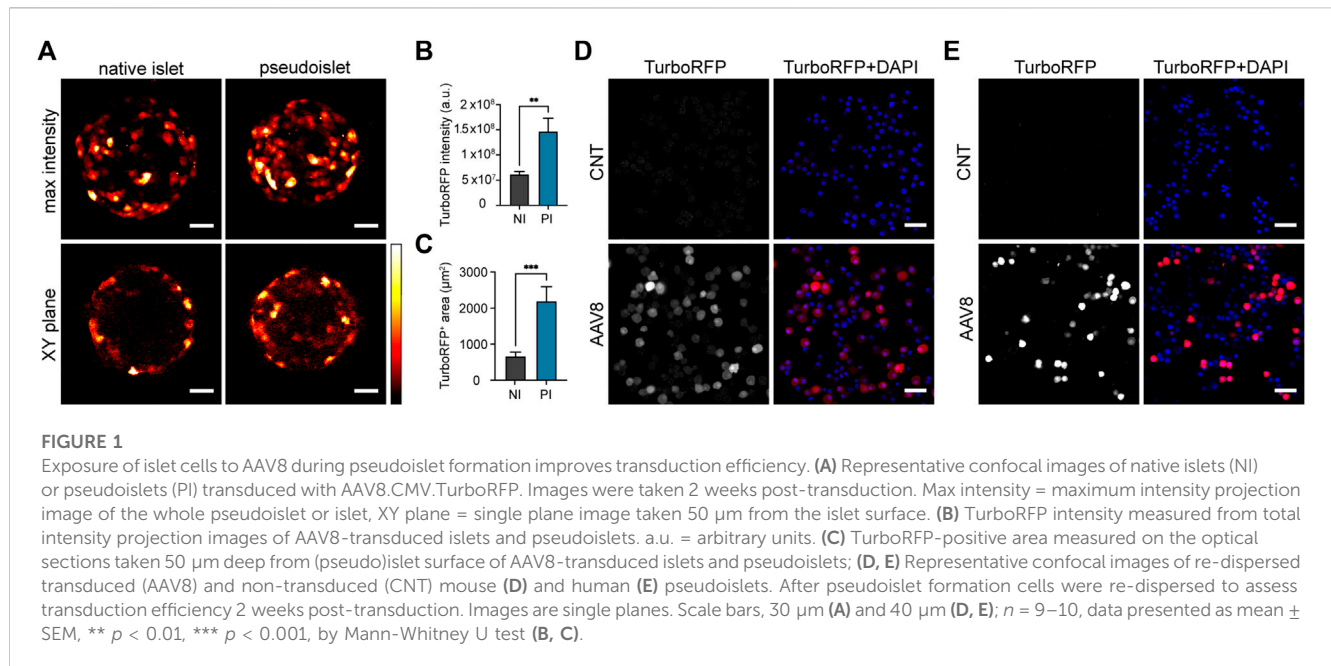 A
native islet
pseudoislet
max intensity
XY plane
B
TurboRFP intensity (a.u.)
2×10⁸
1.5×10⁸
1×10⁸
5×10⁷
0
**
NI
PI
C
TurboRFP⁺ area (μm²)
3000
2000
1000
0
***
NI
PI
D
TurboRFP
TurboRFP+DAPI
CNT
AAV8
E
TurboRFP
TurboRFP+DAPI
CNT
AAV8
FIGURE 1
Exposure of islet cells to AAV8 during pseudoislet formation improves transduction efficiency. (A) Representative confocal images of native islets (NI)
or pseudoislets (PI) transduced with AAV8.CMV.TurboRFP. Images were taken 2 weeks post-transduction. Max intensity = maximum intensity projection
image of the whole pseudoislet or islet, XY plane = single plane image taken 50 μm from the islet surface. (B) TurboRFP intensity measured from total
intensity projection images of AAV8-transduced islets and pseudoislets. a.u. = arbitrary units. (C) TurboRFP-positive area measured on the optical
sections taken 50 μm deep from (pseudo)islet surface of AAV8-transduced islets and pseudoislets; (D, E) Representative confocal images of re-dispersed
transduced (AAV8) and non-transduced (CNT) mouse (D) and human (E) pseudoislets. After pseudoislet formation cells were re-dispersed to assess
transduction efficiency 2 weeks post-transduction. Images are single planes. Scale bars, 30 μm (A) and 40 μm (D, E); n = 9–10, data presented as mean ±
SEM, ** p < 0.01, *** p < 0.001, by Mann-Whitney U test (B, C).